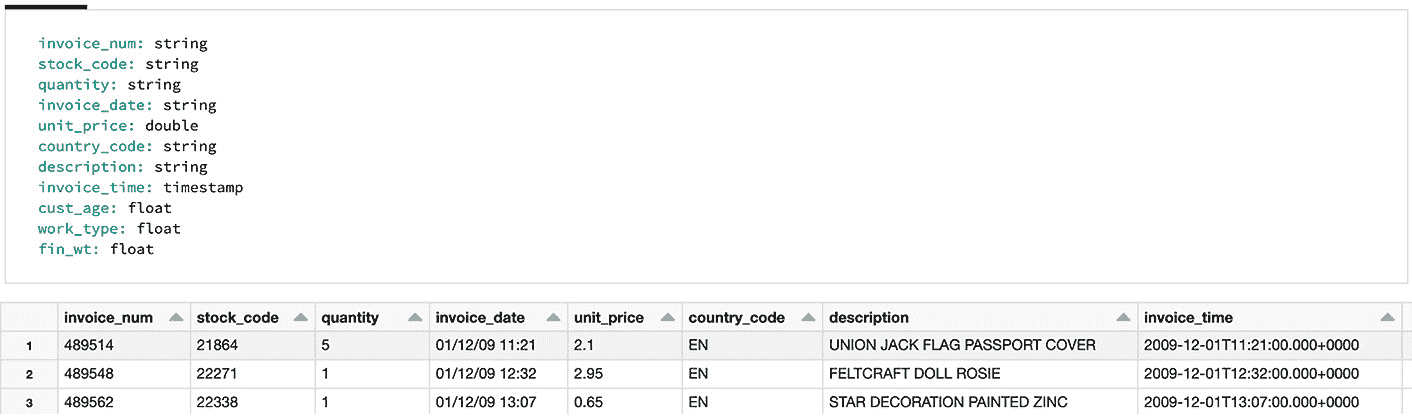 invoice_num: string
stock_code: string
quantity: string
invoice_date: string
unit_price: double
country_code: string
description: string
invoice_time: timestamp
cust_age: float
work_type: float
fin_wt: float
invoice_num stock_code quantity invoice_date unit_price country_code description invoice_time
1 489514 21864 5 01/12/09 11:21 2.1 EN UNION JACK FLAG PASSPORT COVER 2009-12-01T11:21:00.000+0000
2 489548 22271 1 01/12/09 12:32 2.95 EN FELTCRAFT DOLL ROSIE 2009-12-01T12:32:00.000+0000
3 489562 22338 1 01/12/09 13:07 0.65 EN STAR DECORATION PAINTED ZINC 2009-12-01T13:07:00.000+0000